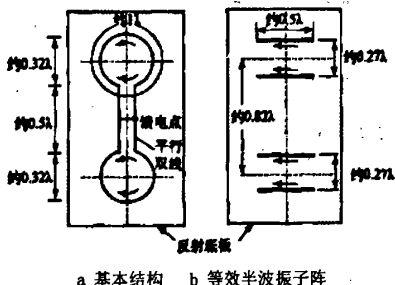 约1λ
约0.32λ
约0.5λ
约0.32λ
馈电点
平行
双线
约0.5λ
约0.27λ
约0.82λ
约0.27λ
反射底板
a 基本结构 b 等效半波振子阵